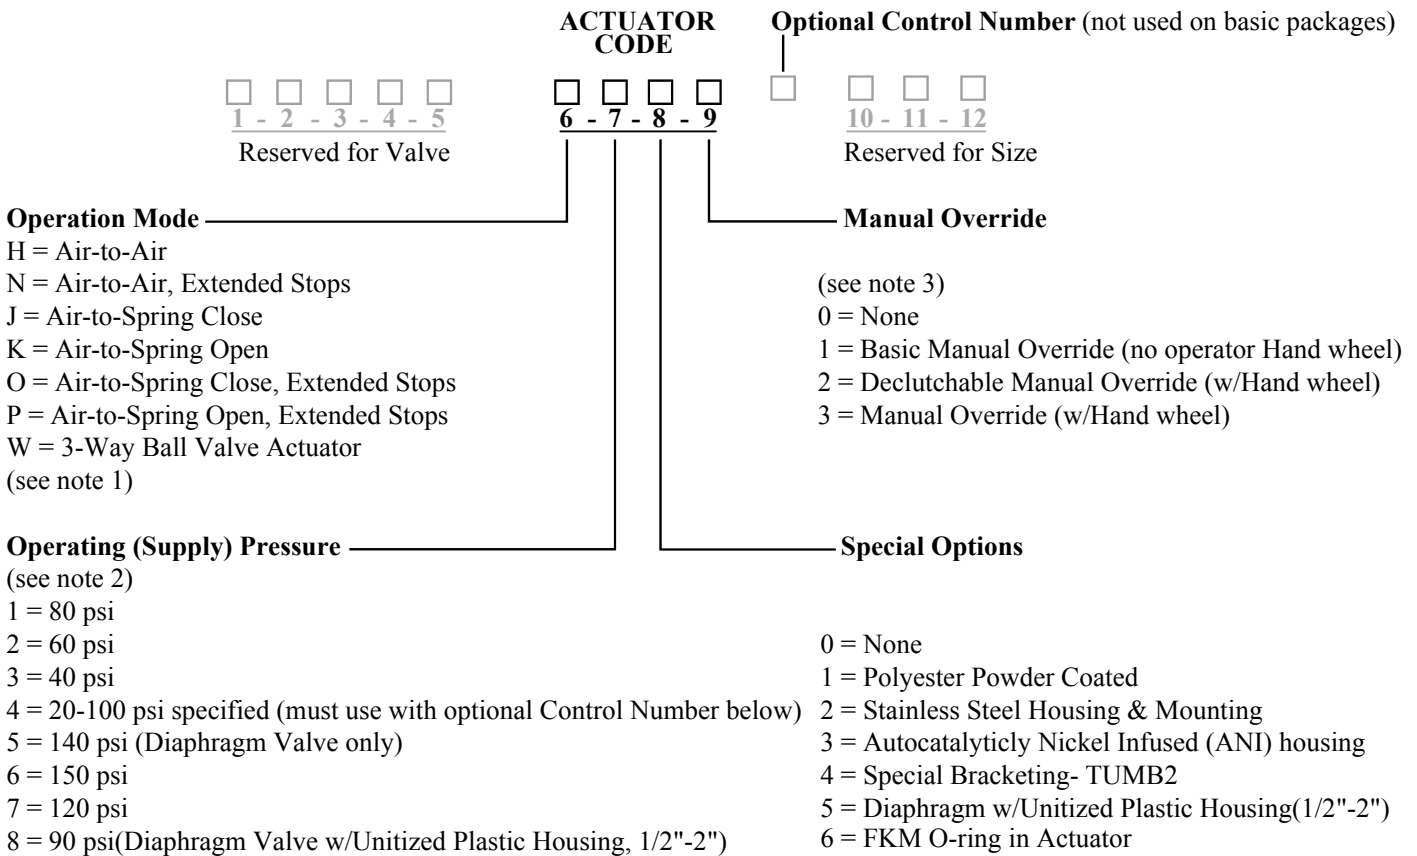 ACTUATOR
CODE
Optional Control Number (not used on basic packages)
1 - 2 - 3 - 4 - 5
6 - 7 - 8 - 9
10 - 11 - 12
Reserved for Valve
Reserved for Size
Operation Mode
H = Air-to-Air
N = Air-to-Air, Extended Stops
J = Air-to-Spring Close
K = Air-to-Spring Open
O = Air-to-Spring Close, Extended Stops
P = Air-to-Spring Open, Extended Stops
W = 3-Way Ball Valve Actuator
(see note 1)
Manual Override
(see note 3)
0 = None
1 = Basic Manual Override (no operator Hand wheel)
2 = Declutchable Manual Override (w/Hand wheel)
3 = Manual Override (w/Hand wheel)
Operating (Supply) Pressure
(see note 2)
1 = 80 psi
2 = 60 psi
3 = 40 psi
4 = 20-100 psi specified (must use with optional Control Number below)
5 = 140 psi (Diaphragm Valve only)
6 = 150 psi
7 = 120 psi
8 = 90 psi(Diaphragm Valve w/Unitized Plastic Housing, 1/2"-2")
Special Options
0 = None
1 = Polyester Powder Coated
2 = Stainless Steel Housing & Mounting
3 = Autocatalyticly Nickel Infused (ANI) housing
4 = Special Bracketing- TUMB2
5 = Diaphragm w/Unitized Plastic Housing(1/2"-2")
6 = FKM O-ring in Actuator